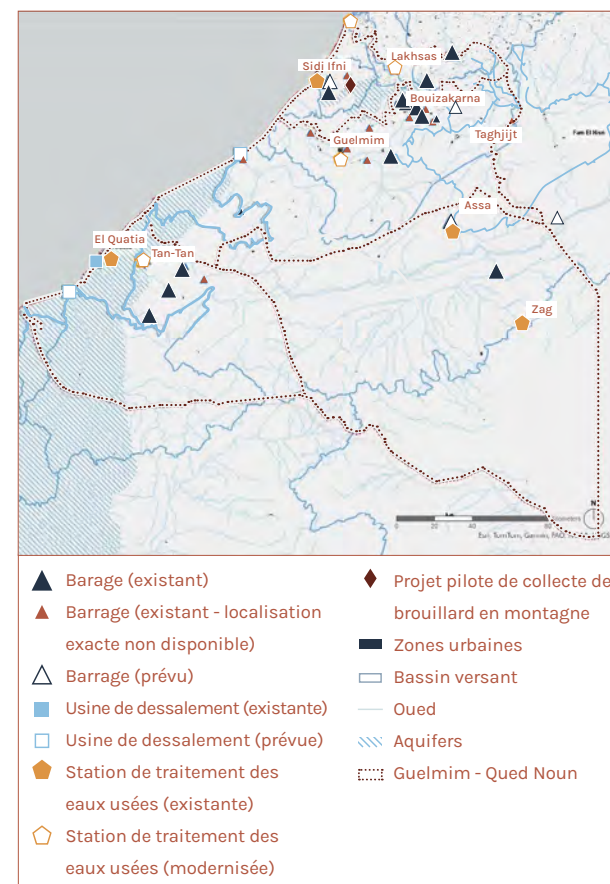 Sidi Ifni
Lakhsas
Bouizakarna
Taghjijt
Guelmim
Assa
El Quatia
Tan-Tan
Zag
N
0
20
40
Barage (existant)
Barrage (existant - localisation
exacte non disponible)
Barrage (prévu)
Usine de dessalement (existante)
Usine de dessalement (prévue)
Station de traitement des
eaux usées (existante)
Station de traitement des
eaux usées (modernisée)
Projet pilote de collecte de
brouillard en montagne
Zones urbaines
Bassin versant
Oued
Aquifers
Guelmim - Qued Noun